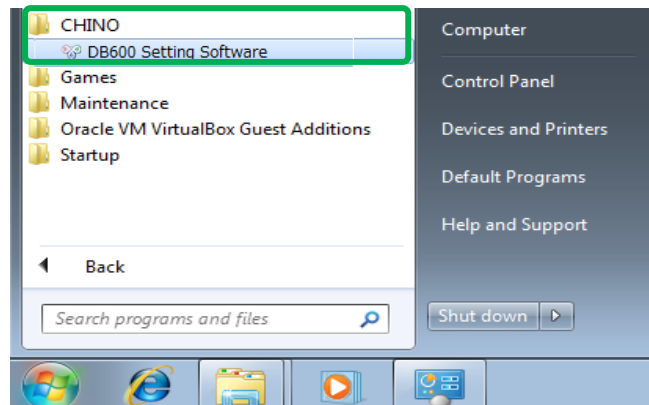 CHINO
DB600 Setting Software
Games
Maintenance
Oracle VM VirtualBox Guest Additions
Startup
Back
Search programs and files
Computer
Control Panel
Devices and Printers
Default Programs
Help and Support
Shut down